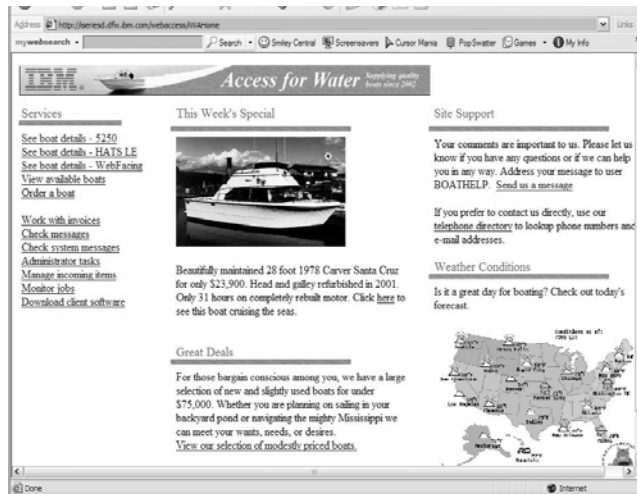 Address http://iseriesd.dfw.ibm.com/webaccess/iWAHome Links
mywebsearch Search Smiley Central Screensavers Cursor Mania PopSwatter Games My Info
IBM. Access for Water Supplying quality
boats since 2002
Services
See boat details - 5250
See boat details - HATS LE
See boat details - WebFacing
View available boats
Order a boat
Work with invoices
Check messages
Check system messages
Administrator tasks
Manage incoming items
Monitor jobs
Download client software
This Week's Special
Beautifully maintained 28 foot 1978 Carver Santa Cruz
for only $23,900. Head and galley refurbished in 2001.
Only 31 hours on completely rebuilt motor. Click here to
see this boat cruising the seas.
Great Deals
For those bargain conscious among you, we have a large
selection of new and slightly used boats for under
$75,000. Whether you are planning on sailing in your
backyard pond or navigating the mighty Mississippi we
can meet your wants, needs, or desires.
View our selection of modestly priced boats.
Site Support
Your comments are important to us. Please let us
know if you have any questions or if we can help
you in any way. Address your message to user
BOATHELP. Send us a message
If you prefer to contact us directly, use our
telephone directory to lookup phone numbers and
e-mail addresses.
Weather Conditions
Is it a great day for boating? Check out today's
forecast.
Conditions as of:
Done Internet